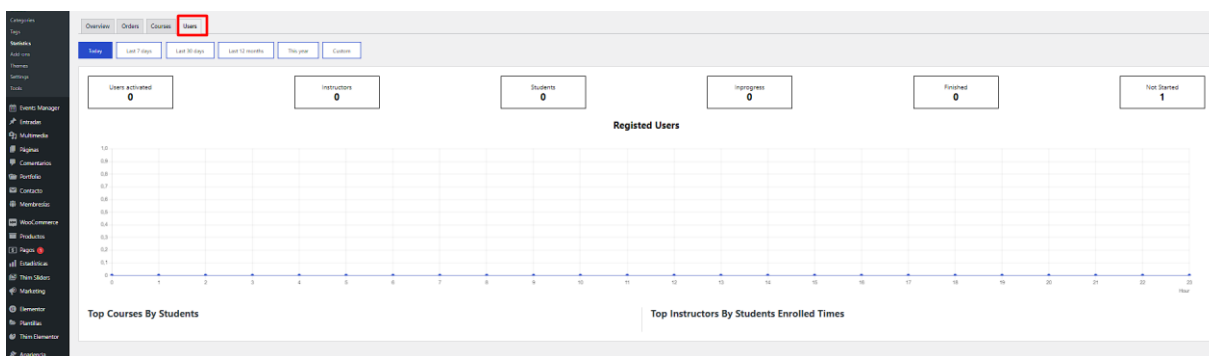 Categories
Tags
Statistics
Add-ons
Themes
Settings
Tools
Events Manager
Entradas
Multimedia
Páginas
Comentarios
Portfolio
Contacto
Membresías
WooCommerce
Productos
Pagos 1
Estadísticas
Thim Sliders
Marketing
Elementor
Plantillas
Thim Elementor
Apariencia
Overview Orders Courses Users
Today Last 7 days Last 30 days Last 12 months This year Custom
Users activated Instructors Students Inprogress Finished Not Started
0 0 0 0 0 1
Registed Users
1,0
0,9
0,8
0,7
0,6
0,5
0,4
0,3
0,2
0,1
0
0 1 2 3 4 5 6 7 8 9 10 11 12 13 14 15 16 17 18 19 20 21 22 23
Hour
Top Courses By Students Top Instructors By Students Enrolled Times